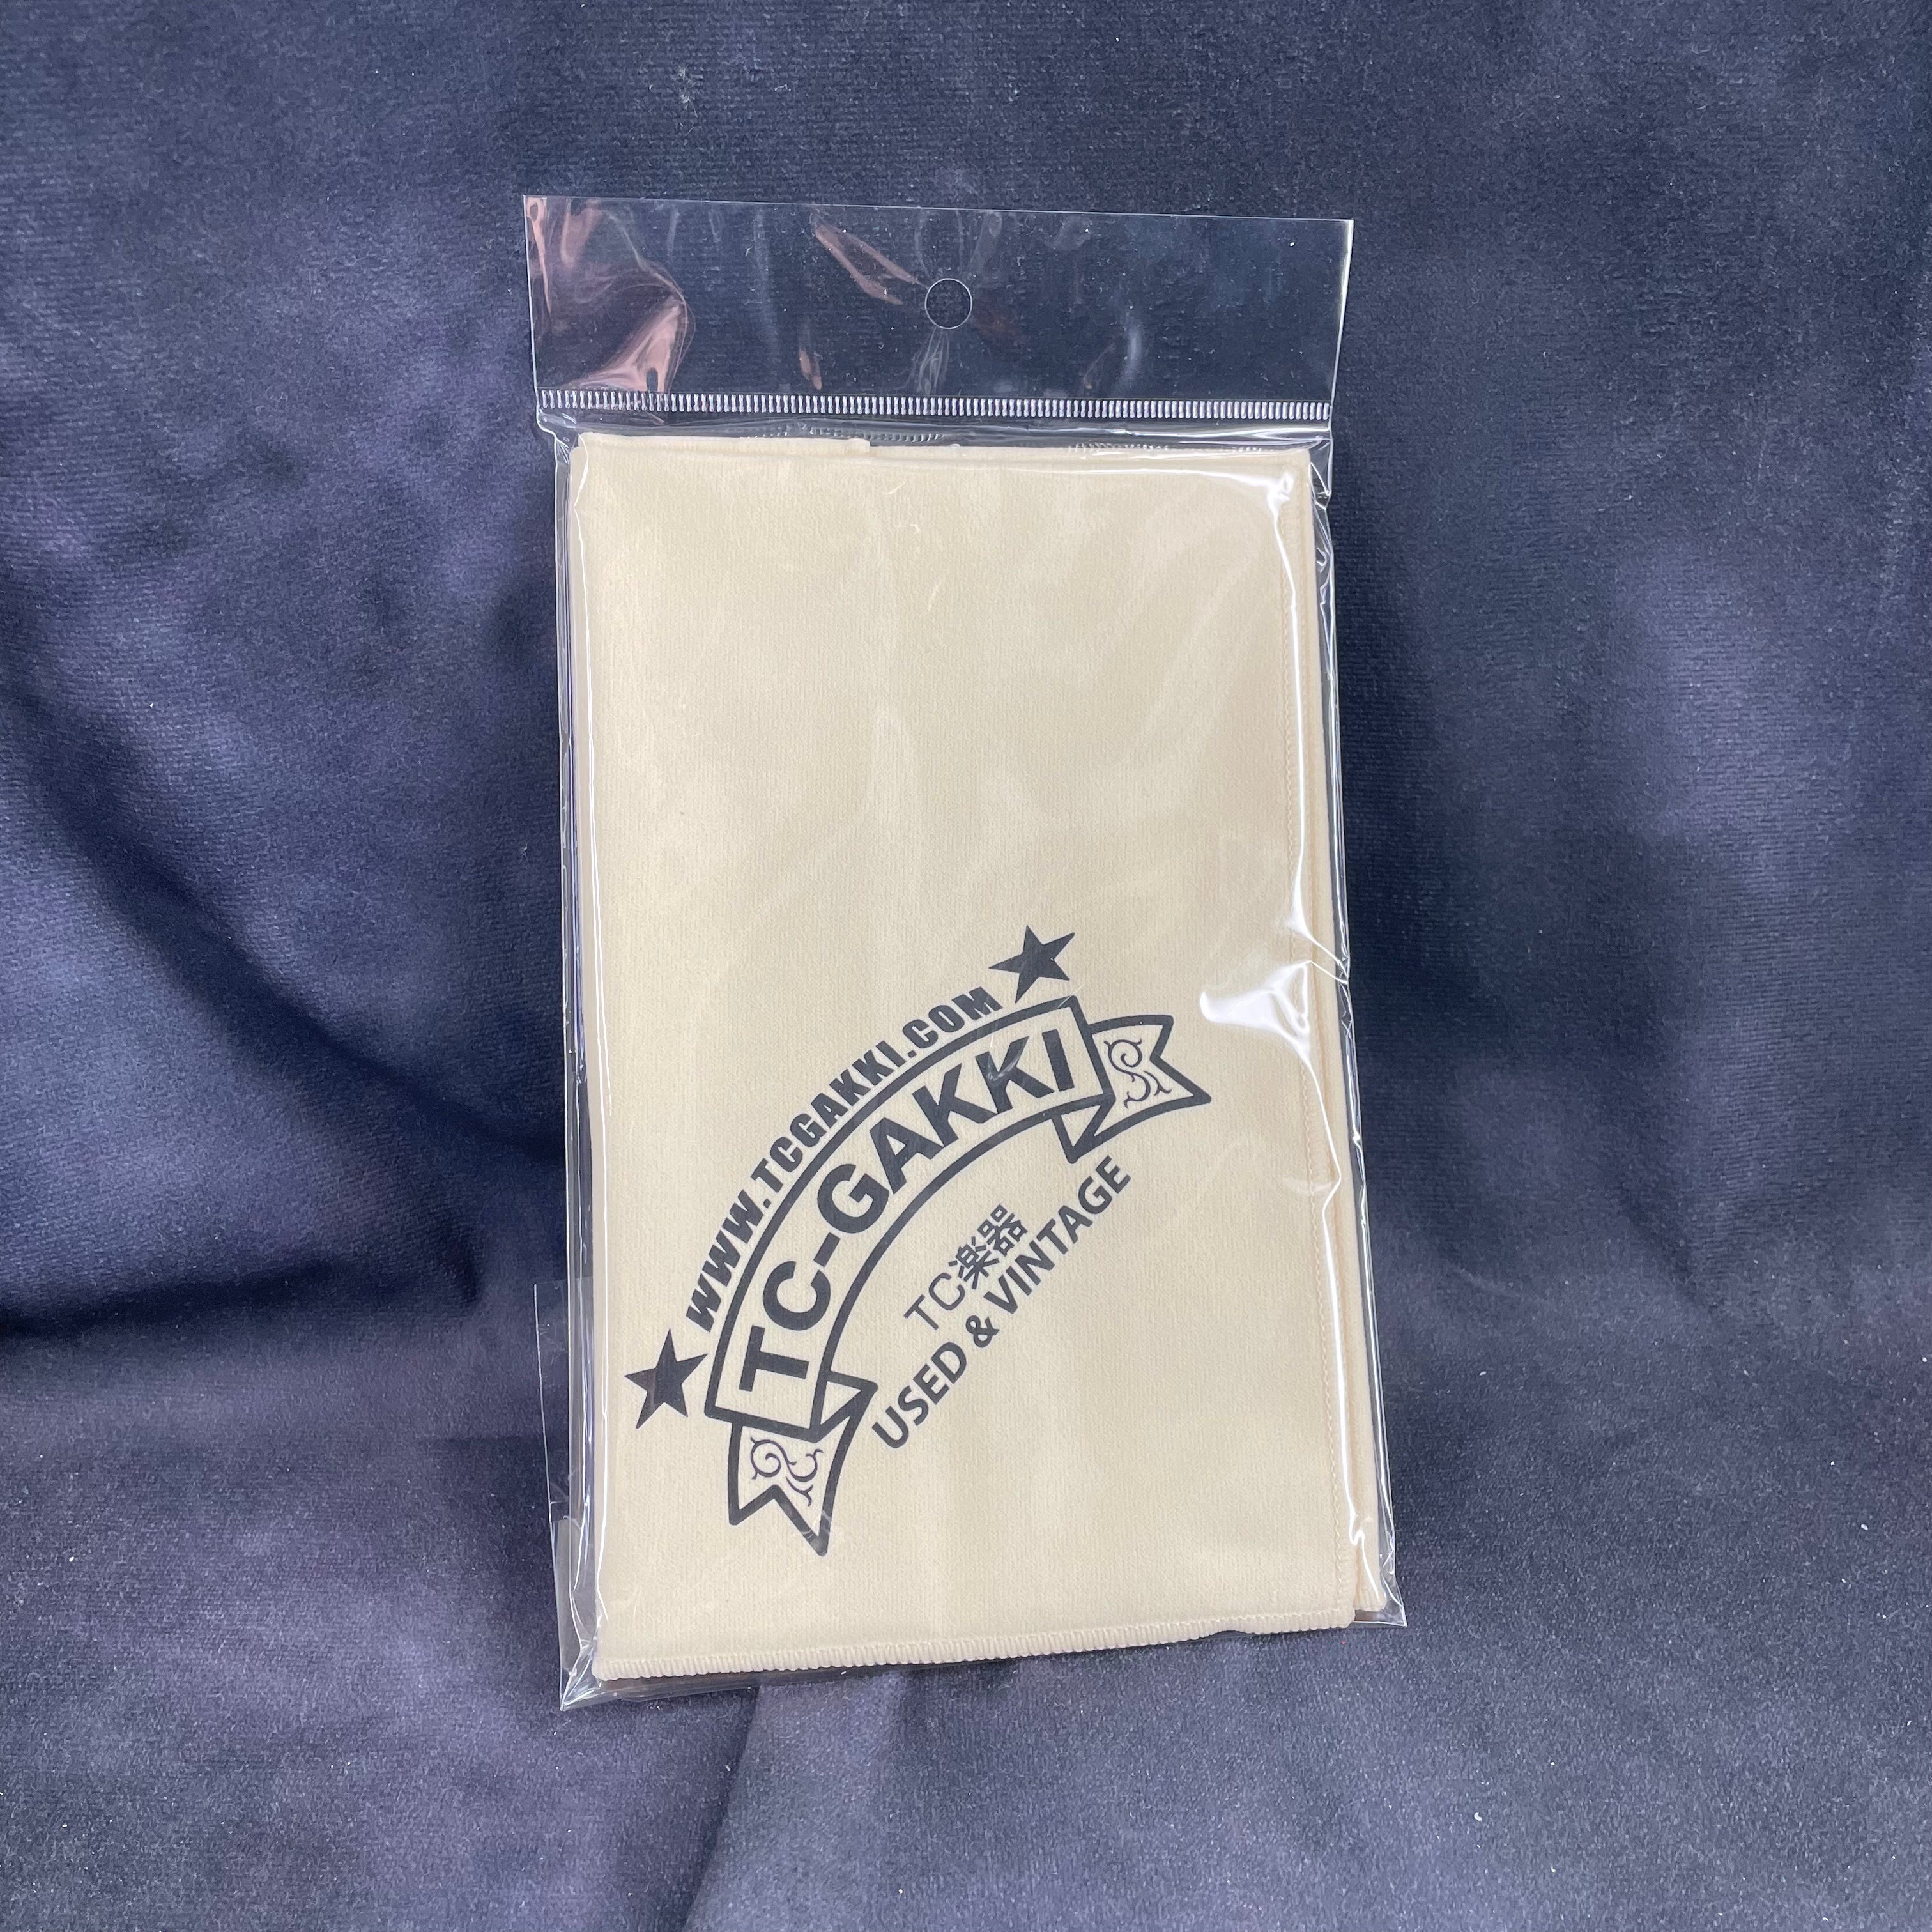 WWW.TCGAKKI.COM
TC-GAKKI
TC楽器
USED & VINTAGE